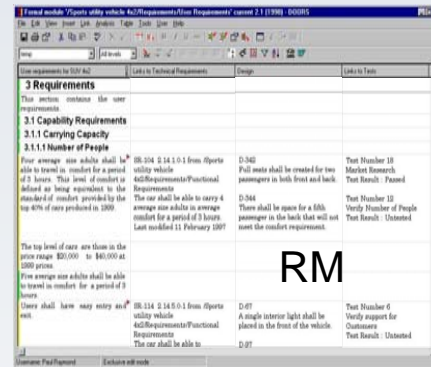 Formal module '/Sports utility vehicle 4x2/Requirements/User Requirements' current 2.1 (1998) - DOORS
File Edit View Insert Link Analysis Table Tools User Help
temp
All levels
User requirements for SUV 4x2 Links to Technical Requirements Design Links to Tests
3 Requirements
This section contains the user
requirements.
3.1 Capability Requirements
3.1.1 Carrying Capacity
3.1.1.1 Number of People
Four average size adults shall be
able to travel in comfort for a period
of 3 hours. This level of comfort is
defined as being equivalent to the
standard of comfort provided by the
top 40% of cars produced in 1999.
SR-104 from /Sports
utility vehicle
4x2/Requirements/Functional
Requirements
The car shall be able to carry 4
average size adults in average
comfort for a period of 3 hours.
Last modified 11 February 1997
D-342
Full seats shall be created for two
passengers in both front and back.
D-344
There shall be space for a fifth
passenger in the back that will not
meet the comfort requirement.
Test Number 18
Market Research
Test Result : Passed
Test Number 12
Verify Number of People
Test Result : Untested
The top level of cars are those in the
price range $20,000 to $40,000 at
1999 prices.
RM
Five average size adults shall be able
to travel in comfort for a period of 3
hours.
Users shall have easy entry and
exit.
SR-114 from /Sports
utility vehicle
4x2/Requirements/Functional
Requirements
The car shall be able to
D-67
A single interior light shall be
placed in the front of the vehicle.
D-97
Test Number 6
Verify support for
Customers
Test Result : Untested
Username: Paul Raymond Exclusive edit mode